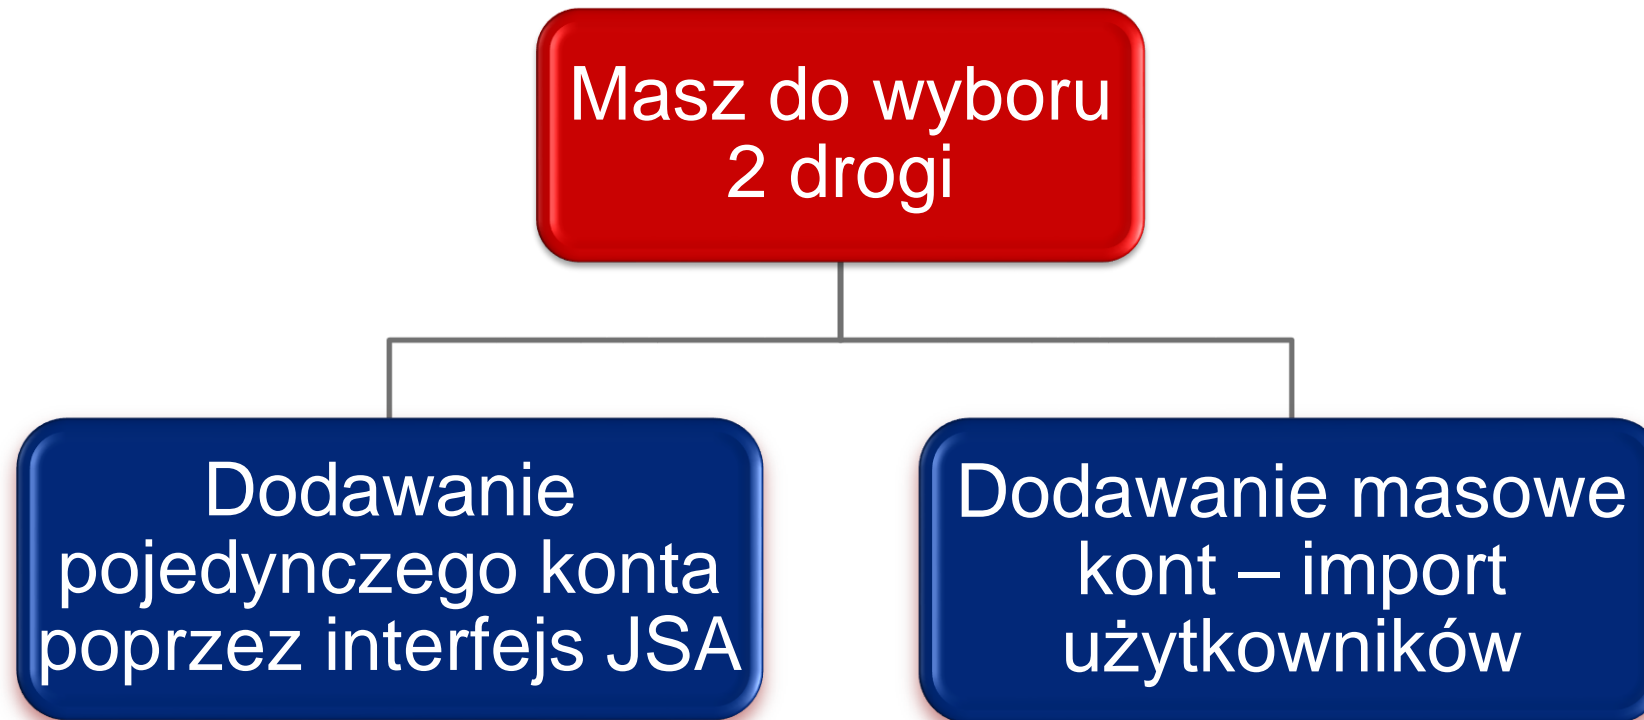 Masz do wyboru
2 drogi
Dodawanie
pojedynczego konta
poprzez interfejs JSA
Dodawanie masowe
kont – import
użytkowników